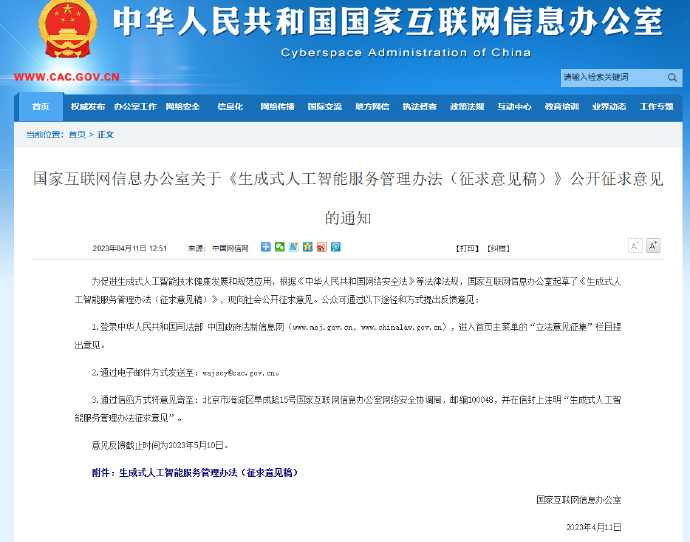 中华人民共和国国家互联网信息办公室
Cyberspace Administration of China
WWW.CAC.GOV.CN
请输入检索关键词
首页 权威发布 办公室工作 网络安全 信息化 网络传播 国际交流 地方网信 执法督查 政策法规 互动中心 教育培训 业界动态 工作专题
当前位置：首页 > 正文
国家互联网信息办公室关于《生成式人工智能服务管理办法（征求意见稿）》公开征求意见
的通知
2023年04月11日 12:51 来源： 中国网信网 【打印】【纠错】 A- A+
为促进生成式人工智能技术健康发展和规范应用，根据《中华人民共和国网络安全法》等法律法规，国家互联网信息办公室起草了《生成式人
工智能服务管理办法（征求意见稿）》，现向社会公开征求意见。公众可通过以下途径和方式提出反馈意见：
1.登录中华人民共和国司法部 中国政府法制信息网（www.moj.gov.cn、www.chinalaw.gov.cn），进入首页主菜单的“立法意见征集”栏目提
出意见。
2.通过电子邮件方式发送至：wajscy@cac.gov.cn。
3.通过信函方式将意见寄至：北京市海淀区阜成路15号国家互联网信息办公室网络安全协调局，邮编100048，并在信封上注明“生成式人工智
能服务管理办法征求意见”。
意见反馈截止时间为2023年5月10日。
附件：生成式人工智能服务管理办法（征求意见稿）
国家互联网信息办公室
2023年4月11日